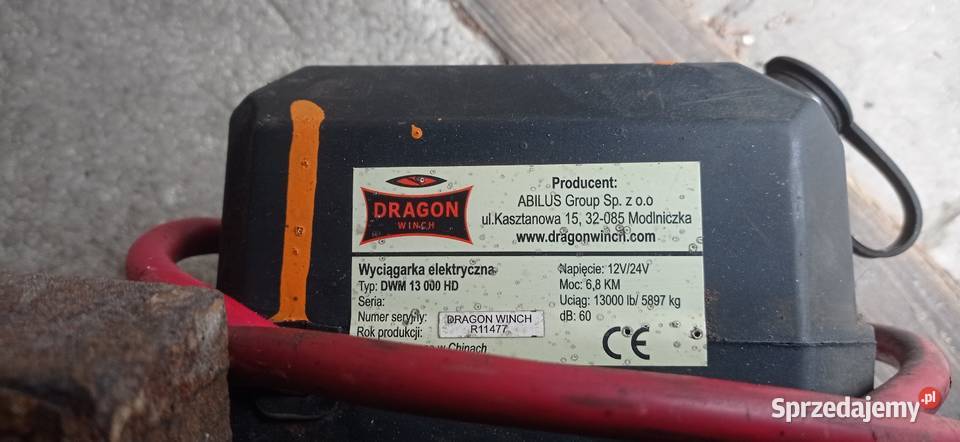 DRAGON
WINCH
Producent:
ABILUS Group Sp. z o.o
ul.Kasztanowa 15, 32-085 Modlniczka
www.dragonwinch.com
Wyciągarka elektryczna
Typ: DWM 13 000 HD
Seria:
Numer seryjny:
Rok produkcji:
DRAGON WINCH
R11477
w Chinach
Napięcie: 12V/24V
Moc: 6,8 KM
Uciąg: 13000 lb/ 5897 kg
dB: 60
CE
Sprzedajemy.pl